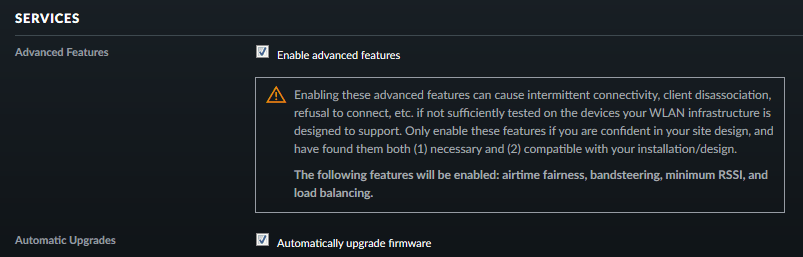 SERVICES
Advanced Features
Enable advanced features
Enabling these advanced features can cause intermittent connectivity, client disassociation,
refusal to connect, etc. if not sufficiently tested on the devices your WLAN infrastructure is
designed to support. Only enable these features if you are confident in your site design, and
have found them both (1) necessary and (2) compatible with your installation/design.
The following features will be enabled: airtime fairness, bandsteering, minimum RSSI, and
load balancing.
Automatic Upgrades
Automatically upgrade firmware